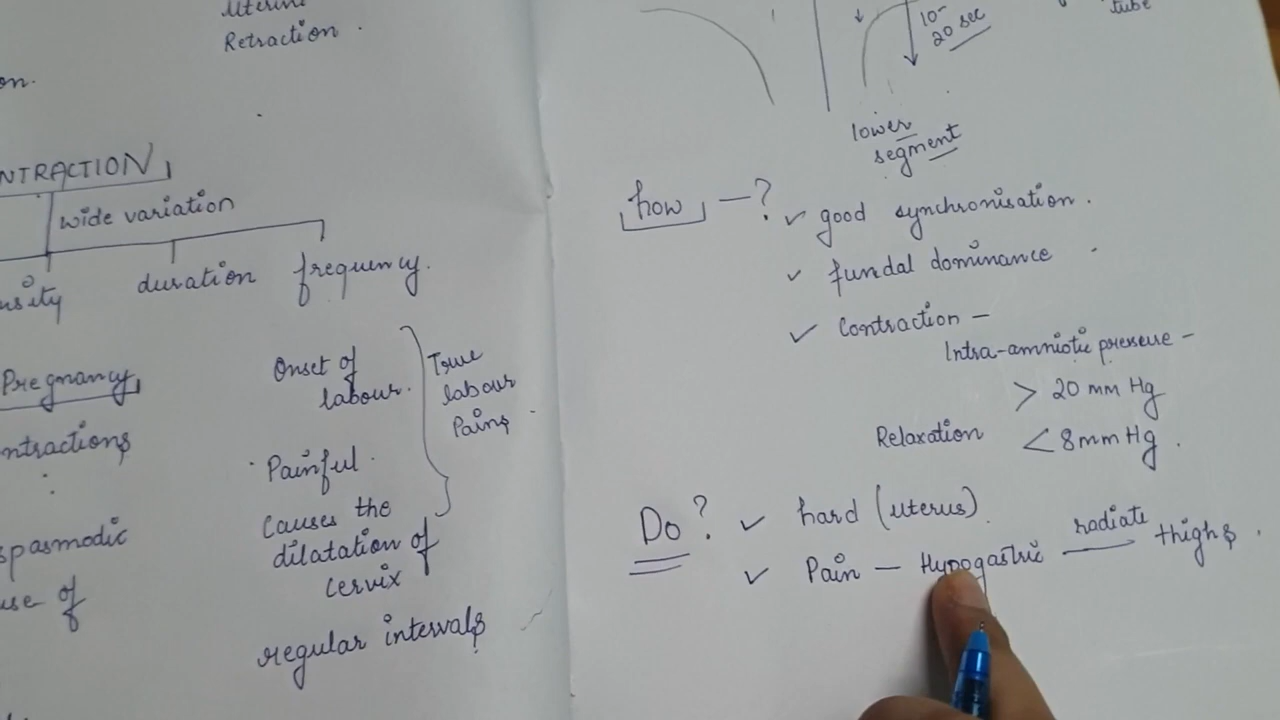 uterine
Retraction.
on.
NTRACTION
wide variation
nsity
duration
frequency.
Pregnancy
ntractions
spasmodic
use of
Onset of
labour.
True
labour
Pains
Painful.
causes the
dilatation of
cervix
regular intervals
10-
20 sec
tube
lower
segment
how —?
✓ good synchronisation.
✓ fundal dominance
✓ Contraction —
Intra-amniotic pressure —
> 20 mm Hg
Relaxation < 8 mm Hg.
Do?
✓ hard (uterus).
✓ Pain — Hypogastric radiate thighs.